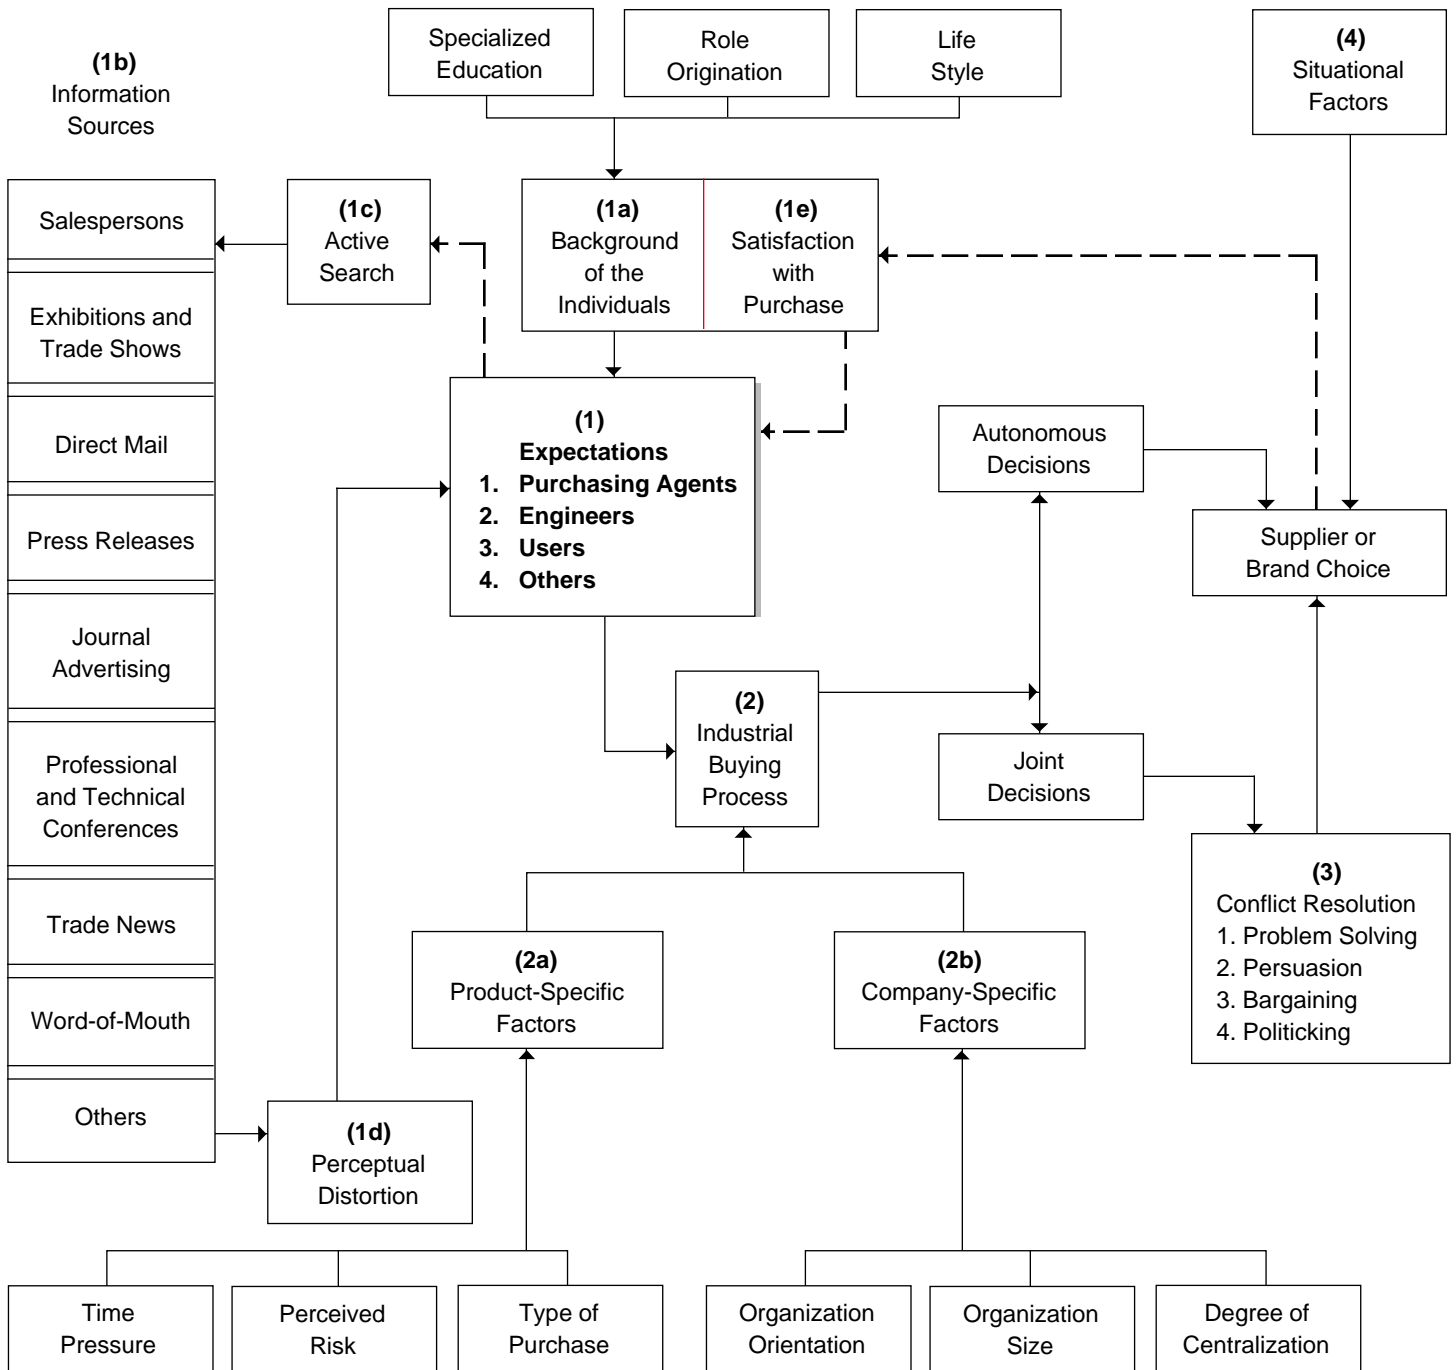 (1b)
Information
Sources
Salespersons
Exhibitions and
Trade Shows
Direct Mail
Press Releases
Journal
Advertising
Professional
and Technical
Conferences
Trade News
Word-of-Mouth
Others
Specialized
Education
Role
Origination
Life
Style
(4)
Situational
Factors
(1c)
Active
Search
(1a)
Background
of the
Individuals
(1e)
Satisfaction
with
Purchase
(1)
Expectations
1. Purchasing Agents
2. Engineers
3. Users
4. Others
Autonomous
Decisions
Supplier or
Brand Choice
(2)
Industrial
Buying
Process
Joint
Decisions
(3)
Conflict Resolution
1. Problem Solving
2. Persuasion
3. Bargaining
4. Politicking
(2a)
Product-Specific
Factors
(2b)
Company-Specific
Factors
(1d)
Perceptual
Distortion
Time
Pressure
Perceived
Risk
Type of
Purchase
Organization
Orientation
Organization
Size
Degree of
Centralization